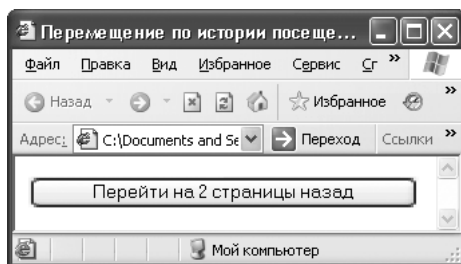 Перемещение по истории посеще...
Файл Правка Вид Избранное Сервис Ст »
Назад Избранное »
Адрес: C:\Documents and Se Переход Ссылки »
Перейти на 2 страницы назад
Мой компьютер